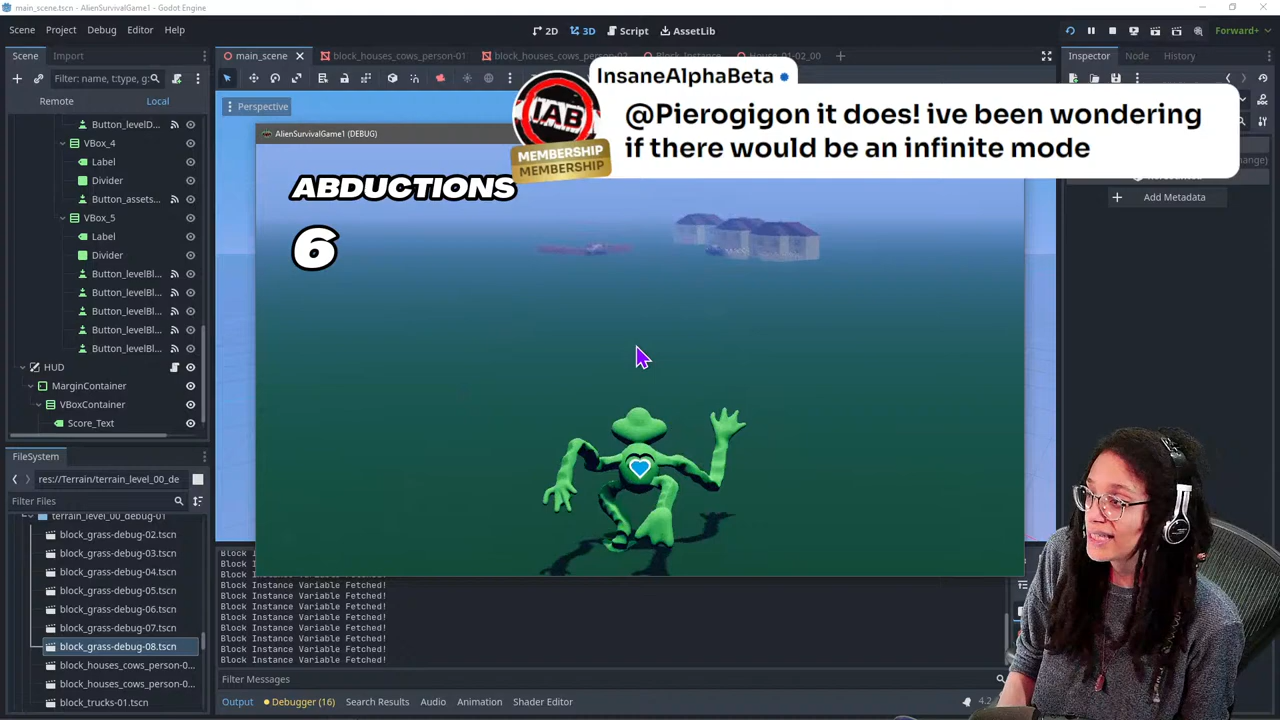 main_scene.tscn - AlienSurvivalGame1 - Godot Engine
Scene Project Debug Editor Help
2D 3D Script AssetLib
Forward+
Scene Import
main_scene
block_houses_cows_person-01
Inspector Node History
Filter: name, t:type, g:
Remote Local
Perspective
AlienSurvivalGame1 (DEBUG)
InsaneAlphaBeta
@Pierogigon it does! ive been wondering
if there would be an infinite mode
IAB
MEMBERSHIP
MEMBERSHIP
Add Metadata
ABDUCTIONS
6
Button_levelD...
VBox_4
Label
Divider
Button_assets...
VBox_5
Label
Divider
Button_levelBl...
Button_levelBl...
Button_levelBl...
Button_levelBl...
Button_levelBl...
HUD
MarginContainer
VBoxContainer
Score_Text
FileSystem
res://Terrain/terrain_level_00_de
Filter Files
terrain_level_00_debug-01
block_grass-debug-02.tscn
block_grass-debug-03.tscn
block_grass-debug-04.tscn
block_grass-debug-05.tscn
block_grass-debug-06.tscn
block_grass-debug-07.tscn
block_grass-debug-08.tscn
block_houses_cows_person-0...
block_houses_cows_person-0...
block_trucks-01.tscn
Block I
Block I
Block I
Block Instance Variable Fetched!
Block Instance Variable Fetched!
Block Instance Variable Fetched!
Block Instance Variable Fetched!
Block Instance Variable Fetched!
Block Instance Variable Fetched!
Block Instance Variable Fetched!
Block Instance Variable Fetched!
Filter Messages
Output Debugger (16) Search Results Audio Animation Shader Editor
4.2